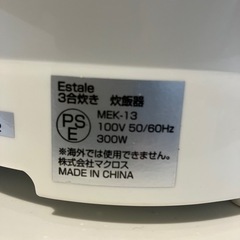 Estale
3合炊き 炊飯器
PS
E
MEK-13
100V 50/60Hz
300W
※海外では使用できません。
株式会社マクロス
MADE IN CHINA